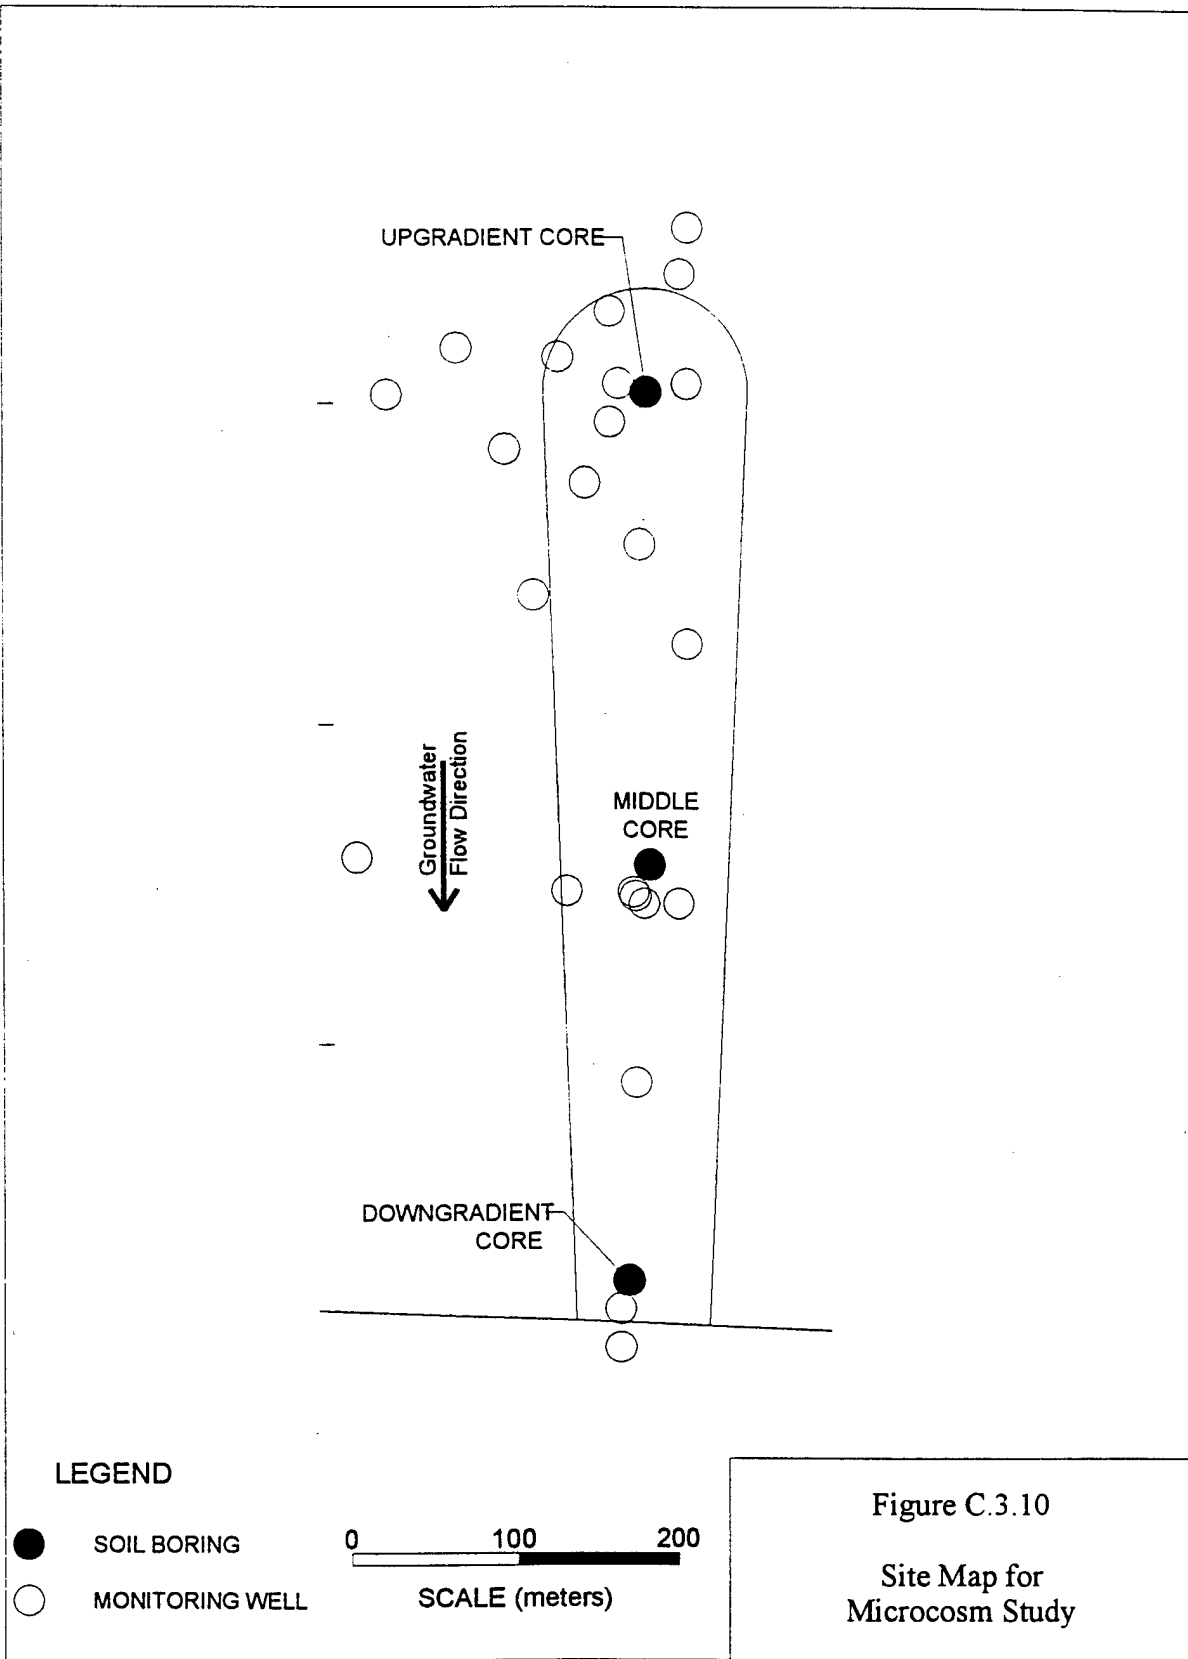 UPGRADIENT CORE
Groundwater
Flow Direction
MIDDLE
CORE
DOWNGRADIENT
CORE
LEGEND
SOIL BORING
MONITORING WELL
0 100 200
SCALE (meters)
Figure C.3.10
Site Map for
Microcosm Study